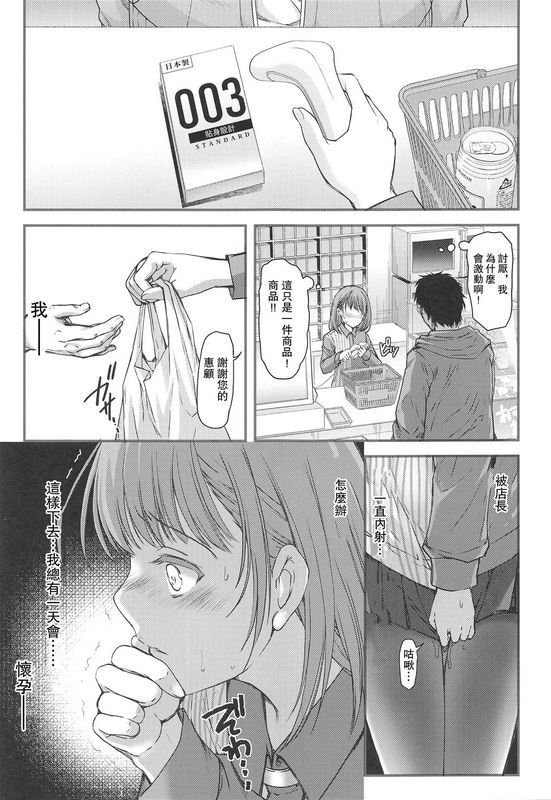 日本製
003
貼身設計
STANDARD
討厭，我
為什麼
會激動啊！
這只是一件商品！
商品!!
謝謝您的
惠顧
我──
ガサ
被店長
一直內射…
咕啾…
怎麼辦
這樣下去…我總有一天會……
懷孕──